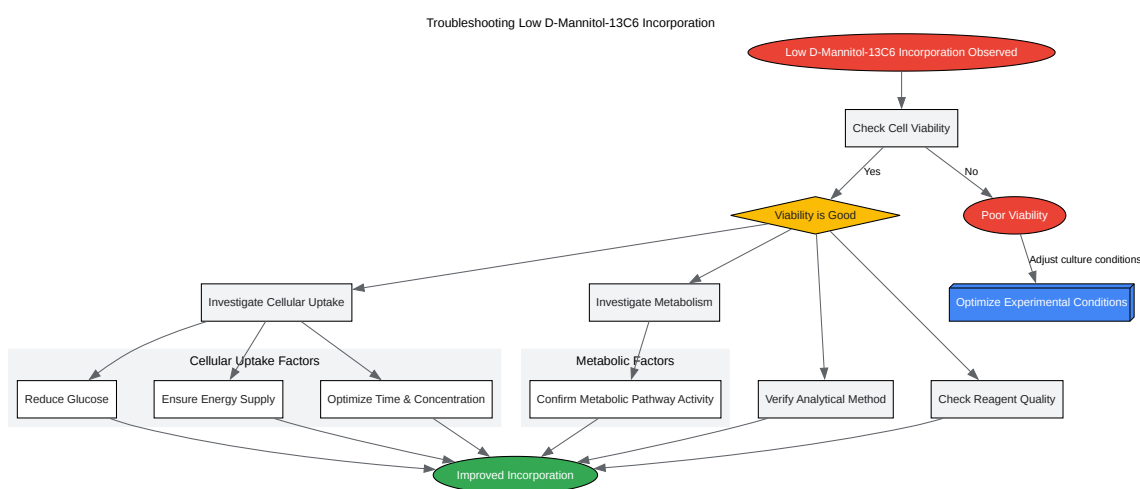 Troubleshooting Low D-Mannitol-13C6 Incorporation
Low D-Mannitol-13C6 Incorporation Observed
Check Cell Viability
Yes
No
Viability is Good
Poor Viability
Adjust culture conditions
Investigate Cellular Uptake
Investigate Metabolism
Optimize Experimental Conditions
Cellular Uptake Factors
Metabolic Factors
Reduce Glucose
Ensure Energy Supply
Optimize Time & Concentration
Confirm Metabolic Pathway Activity
Verify Analytical Method
Check Reagent Quality
Improved Incorporation